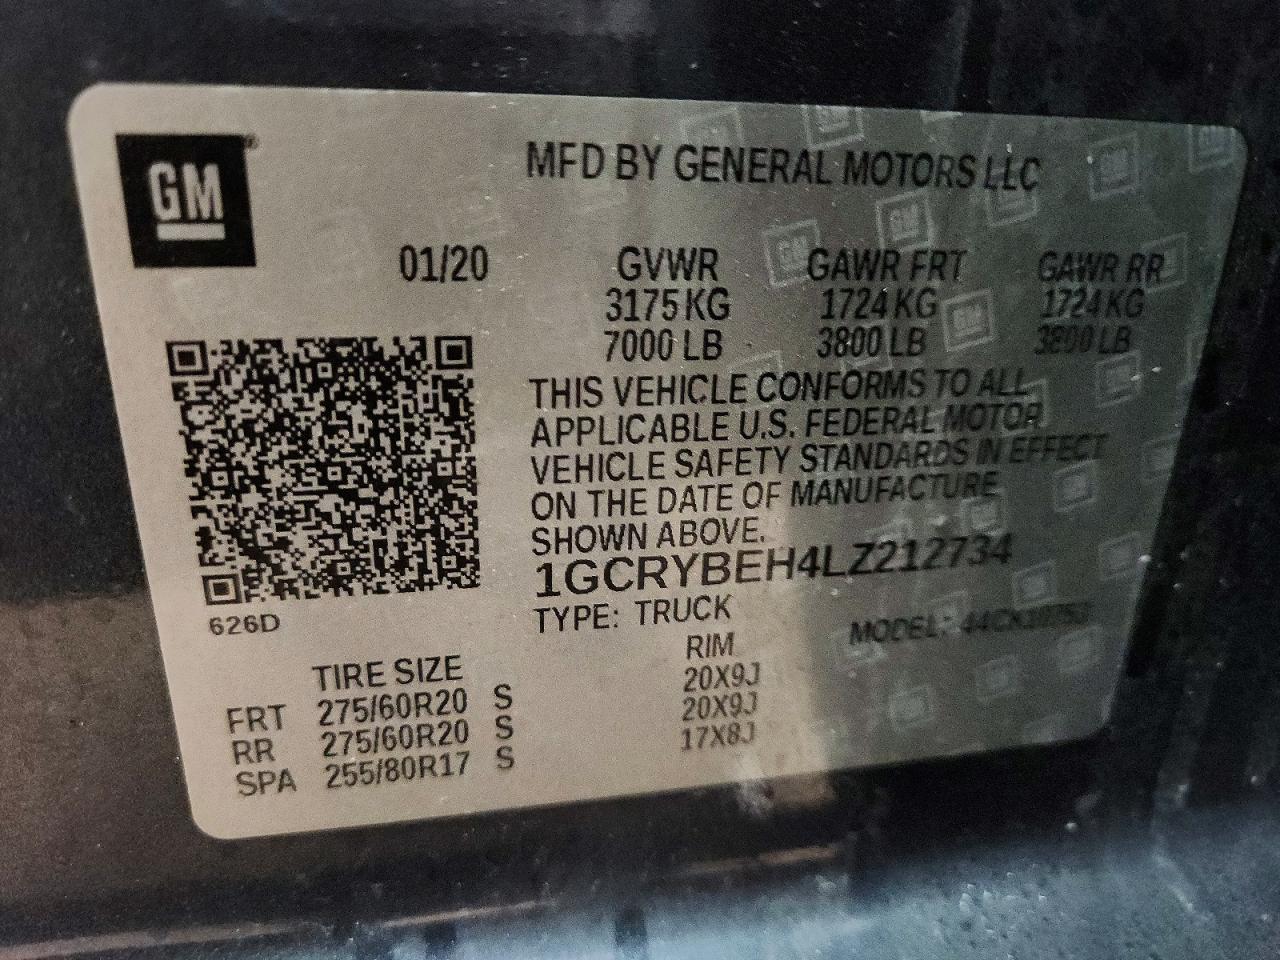 GM
MFD BY GENERAL MOTORS LLC
01/20 GVWR GAWR FRT GAWR RR
3175 KG 1724 KG 1724 KG
7000 LB 3800 LB 3800 LB
THIS VEHICLE CONFORMS TO ALL
APPLICABLE U.S. FEDERAL MOTOR
VEHICLE SAFETY STANDARDS IN EFFECT
ON THE DATE OF MANUFACTURE
SHOWN ABOVE.
1GCRYBEH4LZ212734
626D
TYPE: TRUCK MODEL:
TIRE SIZE RIM
FRT 275/60R20 S 20X9J
RR 275/60R20 S 20X9J
SPA 255/80R17 S 17X8J